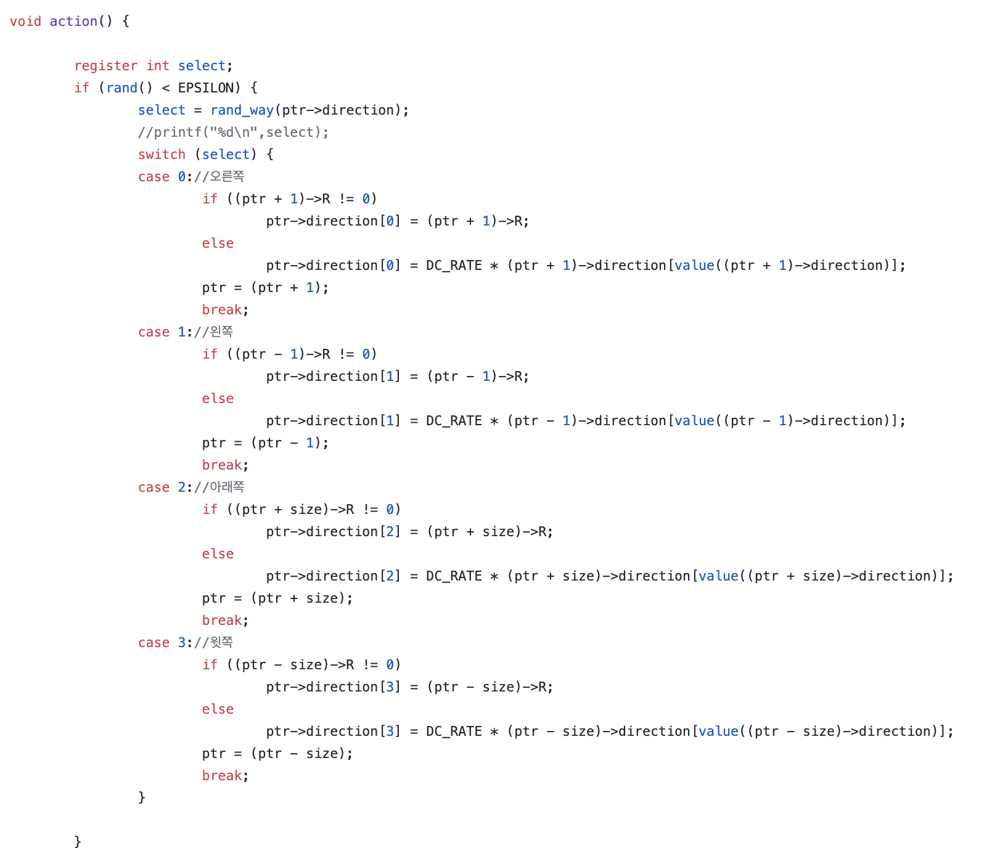 void action() {
register int select;
if (rand() < EPSILON) {
select = rand_way(ptr->direction);
//printf("%d\n",select);
switch (select) {
case 0://오른쪽
if ((ptr + 1)->R != 0)
ptr->direction[0] = (ptr + 1)->R;
else
ptr->direction[0] = DC_RATE * (ptr + 1)->direction[value((ptr + 1)->direction)];
ptr = (ptr + 1);
break;
case 1://왼쪽
if ((ptr - 1)->R != 0)
ptr->direction[1] = (ptr - 1)->R;
else
ptr->direction[1] = DC_RATE * (ptr - 1)->direction[value((ptr - 1)->direction)];
ptr = (ptr - 1);
break;
case 2://아래쪽
if ((ptr + size)->R != 0)
ptr->direction[2] = (ptr + size)->R;
else
ptr->direction[2] = DC_RATE * (ptr + size)->direction[value((ptr + size)->direction)];
ptr = (ptr + size);
break;
case 3://윗쪽
if ((ptr - size)->R != 0)
ptr->direction[3] = (ptr - size)->R;
else
ptr->direction[3] = DC_RATE * (ptr - size)->direction[value((ptr - size)->direction)];
ptr = (ptr - size);
break;
}
}